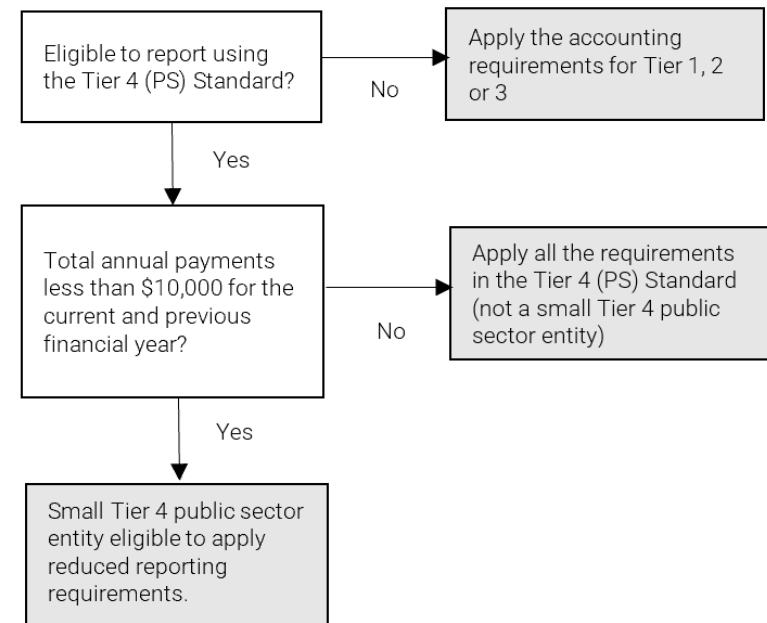 Eligible to report using
the Tier 4 (PS) Standard?
No
Apply the accounting
requirements for Tier 1, 2
or 3
Yes
Total annual payments
less than $10,000 for the
current and previous
financial year?
No
Apply all the requirements
in the Tier 4 (PS) Standard
(not a small Tier 4 public
sector entity)
Yes
Small Tier 4 public sector
entity eligible to apply
reduced reporting
requirements.